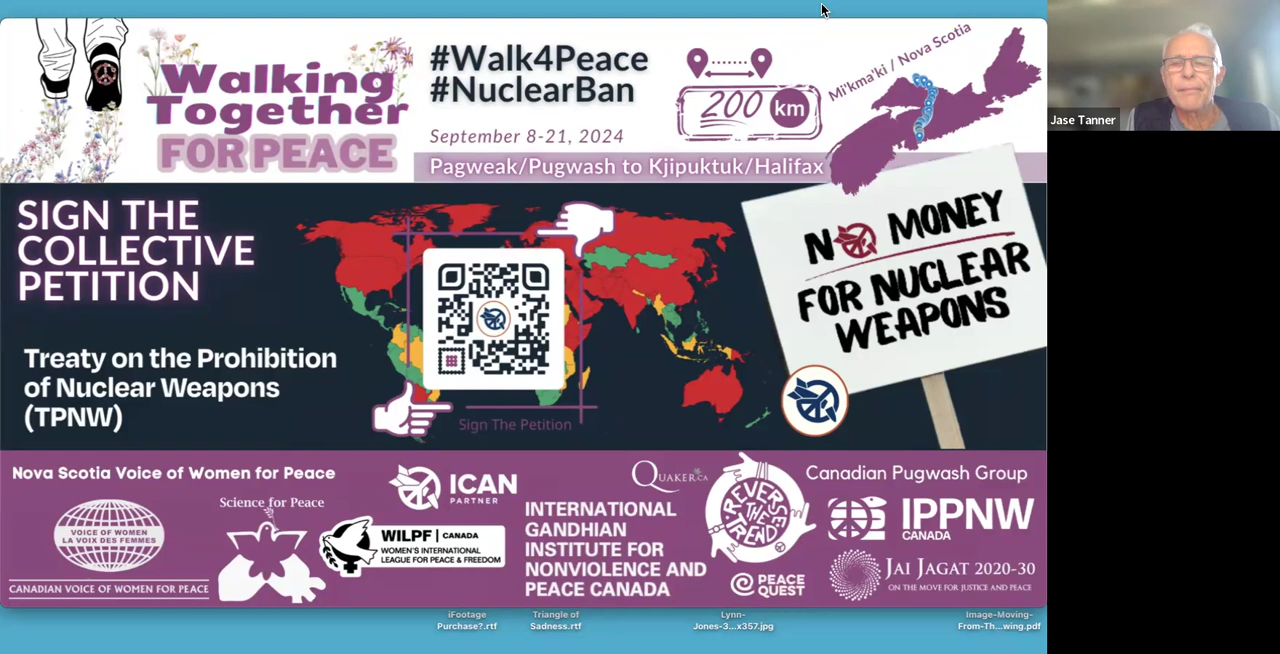 Walking
Together
FOR PEACE
#Walk4Peace
#NuclearBan
September 8-21, 2024
Pagweak/Pugwash to Kjipuktuk/Halifax
200 km
Mi'kma'ki / Nova Scotia
Jase Tanner
SIGN THE
COLLECTIVE
PETITION
Treaty on the Prohibition
of Nuclear Weapons
(TPNW)
Sign The Petition
NO MONEY
FOR NUCLEAR
WEAPONS
Nova Scotia Voice of Women for Peace
VOICE OF WOMEN
LA VOIX DES FEMMES
CANADIAN VOICE OF WOMEN FOR PEACE
Science for Peace
ICAN
PARTNER
WILPF | CANADA
WOMEN'S INTERNATIONAL
LEAGUE FOR PEACE & FREEDOM
QUAKER.CA
INTERNATIONAL
GANDHIAN
INSTITUTE FOR
NONVIOLENCE AND
PEACE CANADA
REVERSE
THE
TREND
PEACE
QUEST
Canadian Pugwash Group
IPPNW
CANADA
JAI JAGAT 2020-30
ON THE MOVE FOR JUSTICE AND PEACE
iFootage
Purchase?.rtf
Triangle of
Sadness.rtf
Lynn-
Jones-3...x357.jpg
Image-Moving-
From-Th...wing.pdf